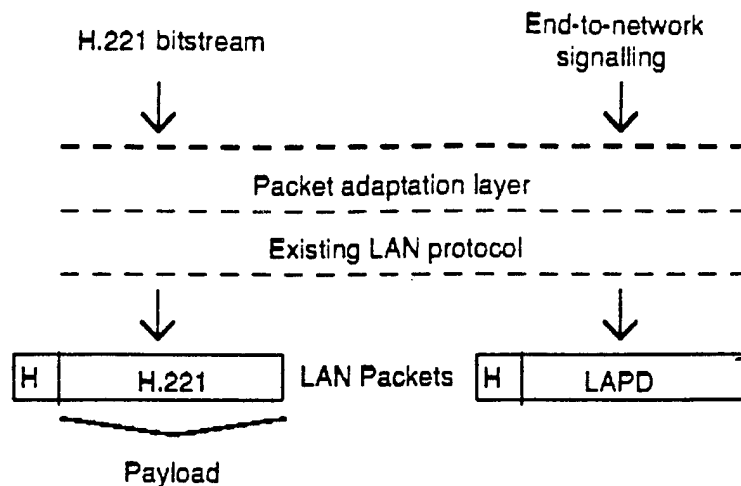 H.221 bitstream
End-to-network
signalling
Packet adaptation layer
Existing LAN protocol
H
H.221
LAN Packets
H
LAPD
Payload